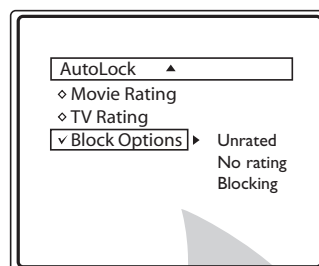 AutoLock
Movie Rating
TV Rating
Block Options
Unrated
No rating
Blocking